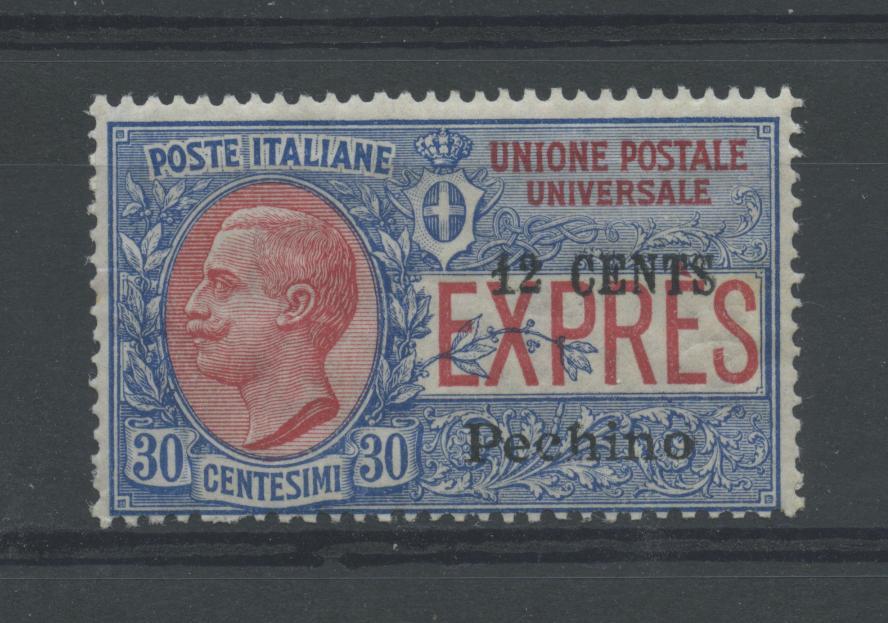 POSTE ITALIANE
UNIONE POSTALE
UNIVERSALE
12 CENTS
EXPRES
Pechino
30 CENTESIMI 30